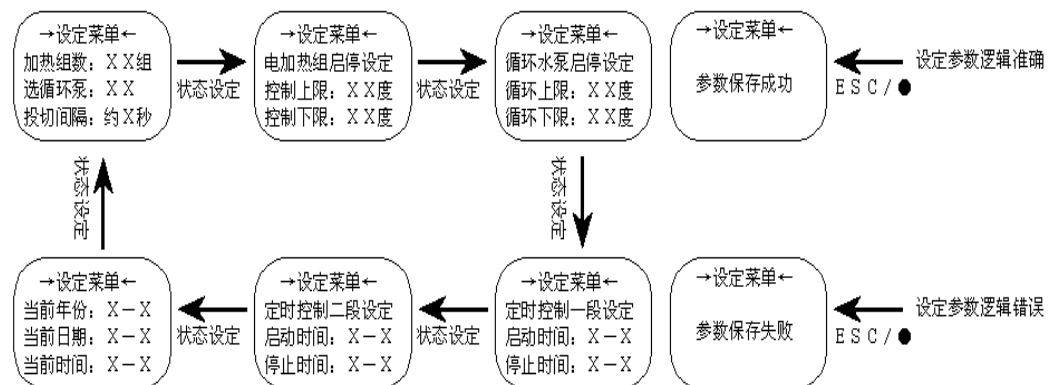 →设定菜单←
加热组数：ＸＸ组
选循环泵：ＸＸ
投切间隔：约Ｘ秒
状态设定
→设定菜单←
电加热组启停设定
控制上限：ＸＸ度
控制下限：ＸＸ度
状态设定
→设定菜单←
循环水泵启停设定
循环上限：ＸＸ度
循环下限：ＸＸ度
→设定菜单←
参数保存成功
设定参数逻辑准确
ＥＳＣ/●
状态设定
状态设定
→设定菜单←
当前年份：Ｘ－Ｘ
当前日期：Ｘ－Ｘ
当前时间：Ｘ－Ｘ
状态设定
→设定菜单←
定时控制二段设定
启动时间：Ｘ－Ｘ
停止时间：Ｘ－Ｘ
状态设定
→设定菜单←
定时控制一段设定
启动时间：Ｘ－Ｘ
停止时间：Ｘ－Ｘ
→设定菜单←
参数保存失败
设定参数逻辑错误
ＥＳＣ/●